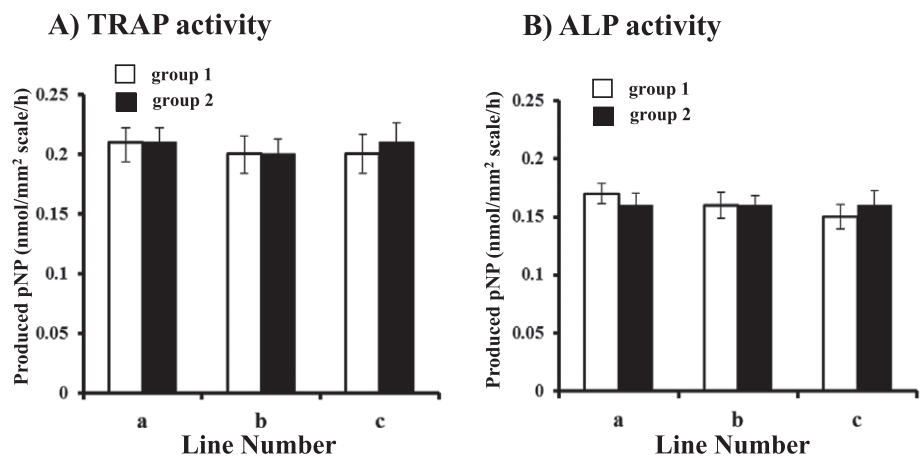 A) TRAP activity
group 1
group 2
Produced pNP (nmol/mm² scale/h)
0.25
0.2
0.15
0.1
0.05
0
a b c
Line Number
B) ALP activity
group 1
group 2
Produced pNP (nmol/mm² scale/h)
0.25
0.2
0.15
0.1
0.05
0
a b c
Line Number